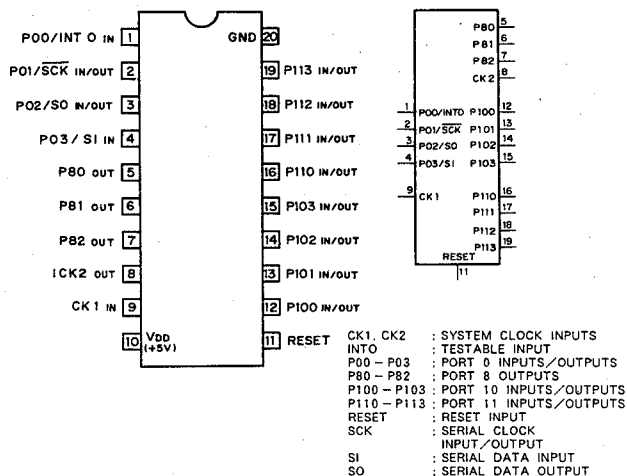 P00/INT 0 IN 1
P01/SCK IN/OUT 2
P02/SO IN/OUT 3
P03/SI IN 4
P80 OUT 5
P81 OUT 6
P82 OUT 7
ICK2 OUT 8
CK1 IN 9
10 VDD
(+5V)
GND 20
19 P113 IN/OUT
18 P112 IN/OUT
17 P111 IN/OUT
16 P110 IN/OUT
15 P103 IN/OUT
14 P102 IN/OUT
13 P101 IN/OUT
12 P100 IN/OUT
11 RESET
P80 5
P81 6
P82 7
CK2 8
1 P00/INT0 P100 12
2 P01/SCK P101 13
3 P02/SO P102 14
4 P03/SI P103 15
9 CK1 P110 16
P111 17
P112 18
P113 19
RESET
11
CK1, CK2 : SYSTEM CLOCK INPUTS
INT0 : TESTABLE INPUT
P00 – P03 : PORT 0 INPUTS/OUTPUTS
P80 – P82 : PORT 8 OUTPUTS
P100 – P103 : PORT 10 INPUTS/OUTPUTS
P110 – P113 : PORT 11 INPUTS/OUTPUTS
RESET : RESET INPUT
SCK : SERIAL CLOCK
INPUT/OUTPUT
SI : SERIAL DATA INPUT
SO : SERIAL DATA OUTPUT